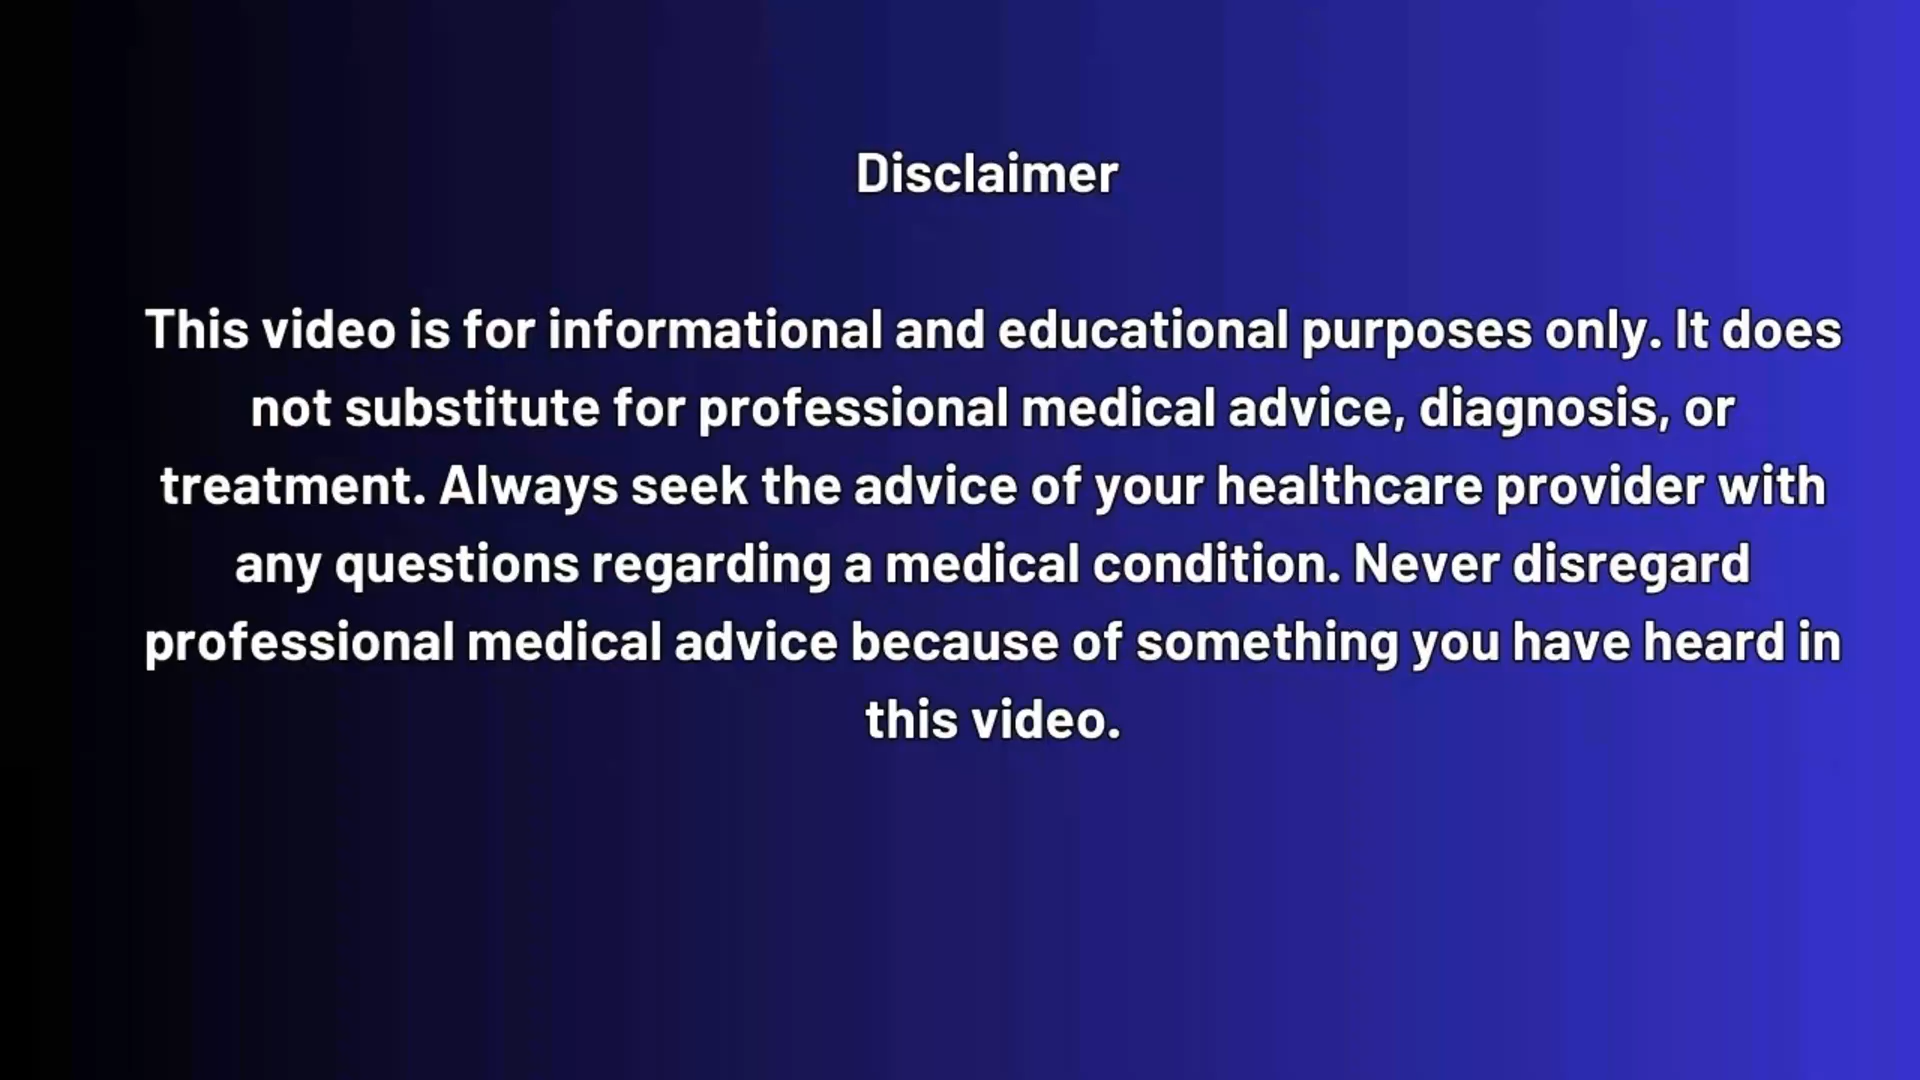 Disclaimer
This video is for informational and educational purposes only. It does
not substitute for professional medical advice, diagnosis, or
treatment. Always seek the advice of your healthcare provider with
any questions regarding a medical condition. Never disregard
professional medical advice because of something you have heard in
this video.